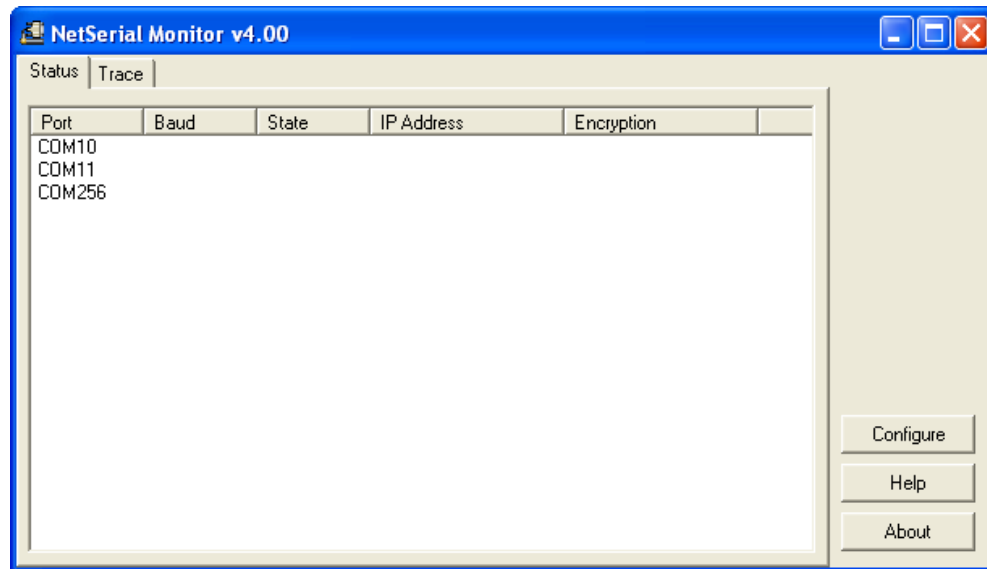 NetSerial Monitor v4.00
Status Trace
Port Baud State IP Address Encryption
COM10
COM11
COM256
Configure
Help
About